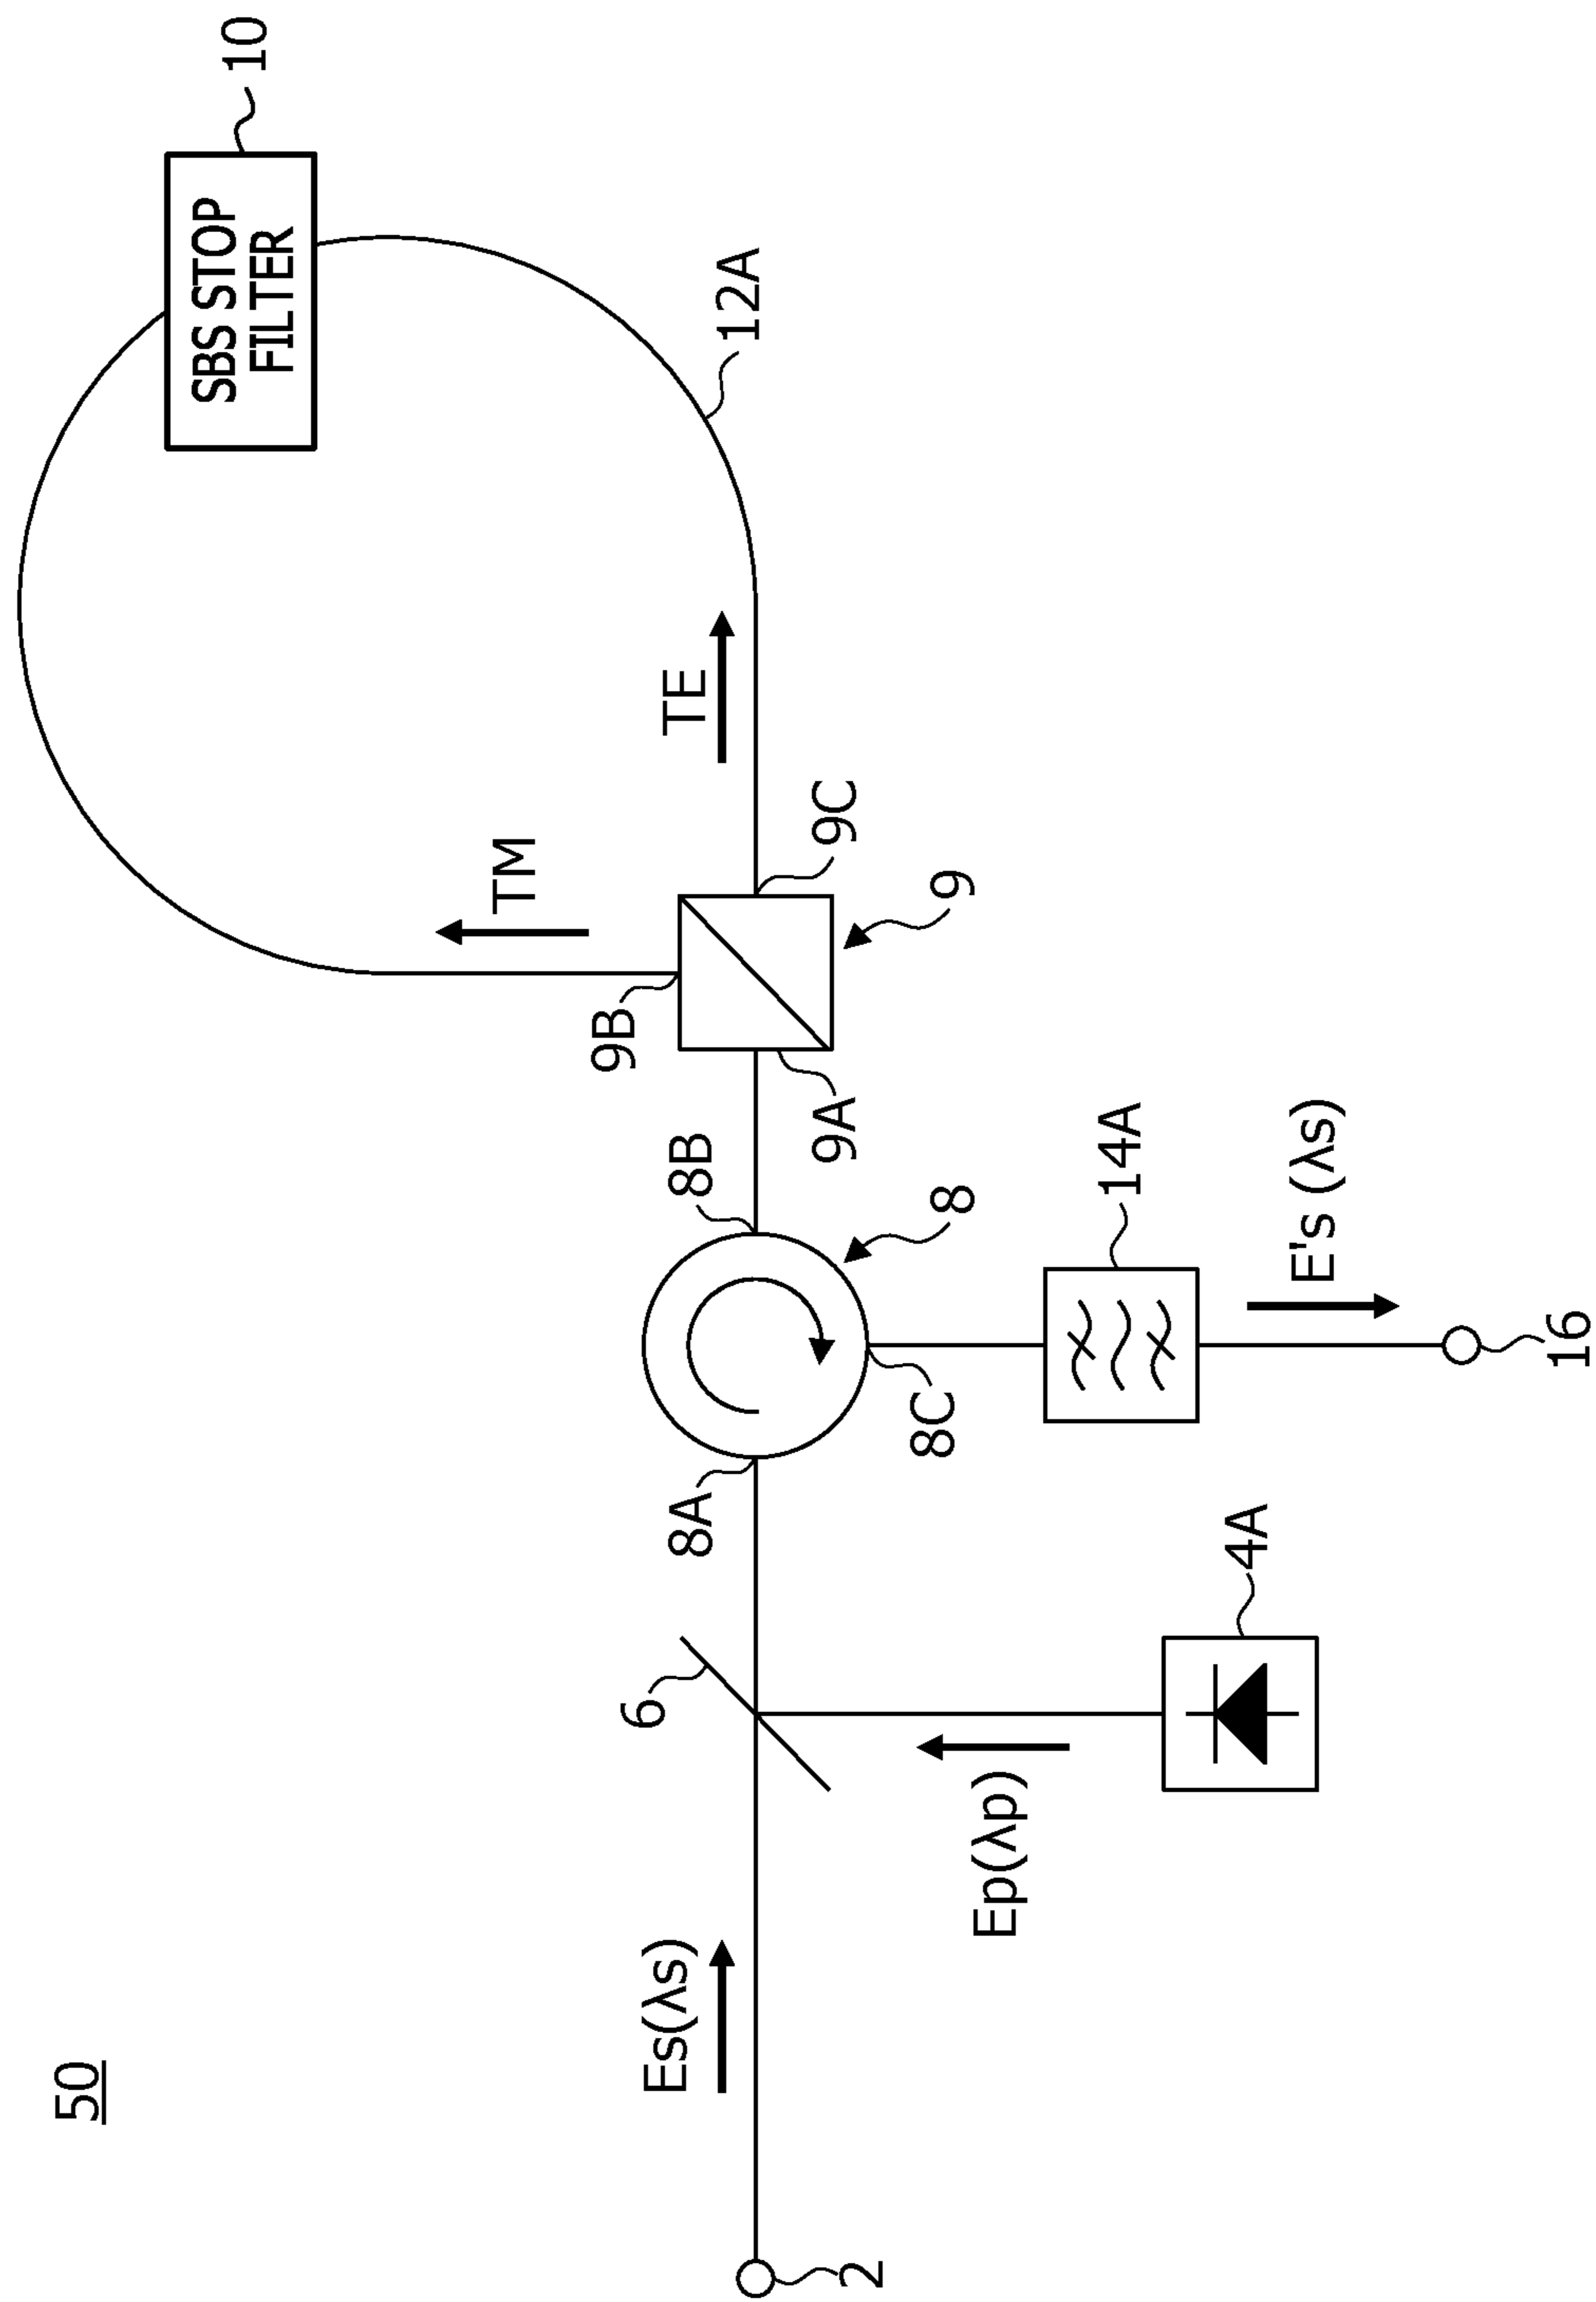 50
2
Es(λs)
Ep(λp)
6
4A
8A
8B
8C
8
14A
E's (λs)
16
9A
9B
9C
9
TM
TE
12A
SBS STOP
FILTER
10